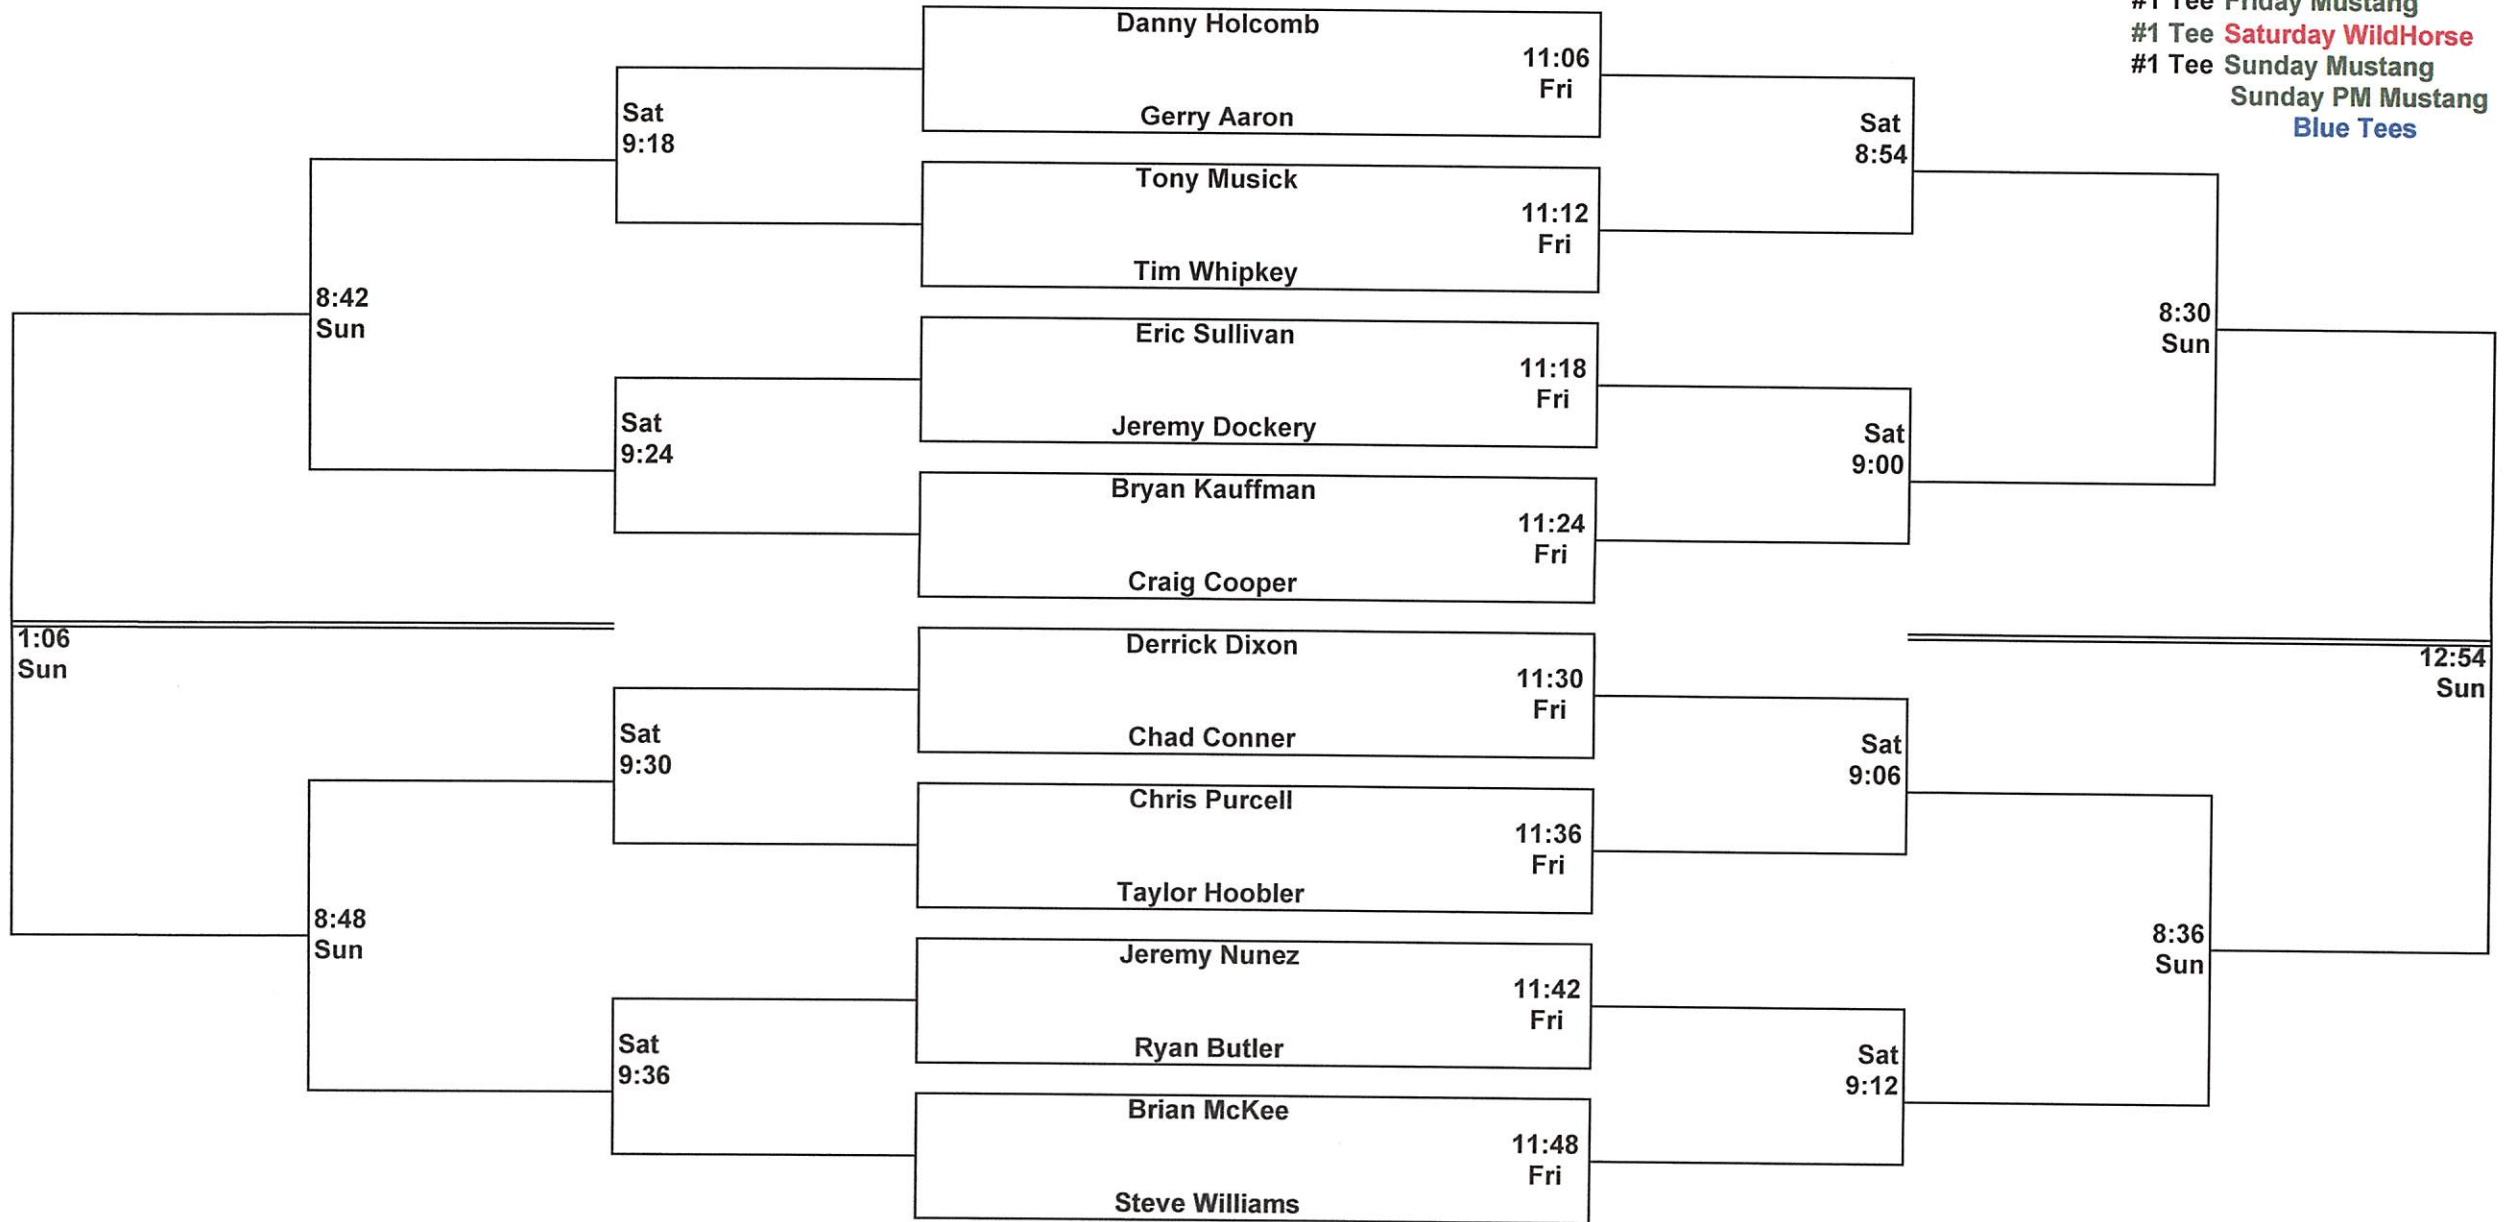 #1 Tee Friday Mustang
#1 Tee Saturday WildHorse
#1 Tee Sunday Mustang
Sunday PM Mustang
Blue Tees
Danny Holcomb
11:06
Fri
Gerry Aaron
Sat
9:18
Sat
8:54
Tony Musick
11:12
Fri
Tim Whipkey
8:42
Sun
8:30
Sun
Eric Sullivan
11:18
Fri
Jeremy Dockery
Sat
9:24
Sat
9:00
Bryan Kauffman
11:24
Fri
Craig Cooper
1:06
Sun
12:54
Sun
Derrick Dixon
11:30
Fri
Chad Conner
Sat
9:30
Sat
9:06
Chris Purcell
11:36
Fri
Taylor Hoobler
8:48
Sun
8:36
Sun
Jeremy Nunez
11:42
Fri
Ryan Butler
Sat
9:36
Sat
9:12
Brian McKee
11:48
Fri
Steve Williams